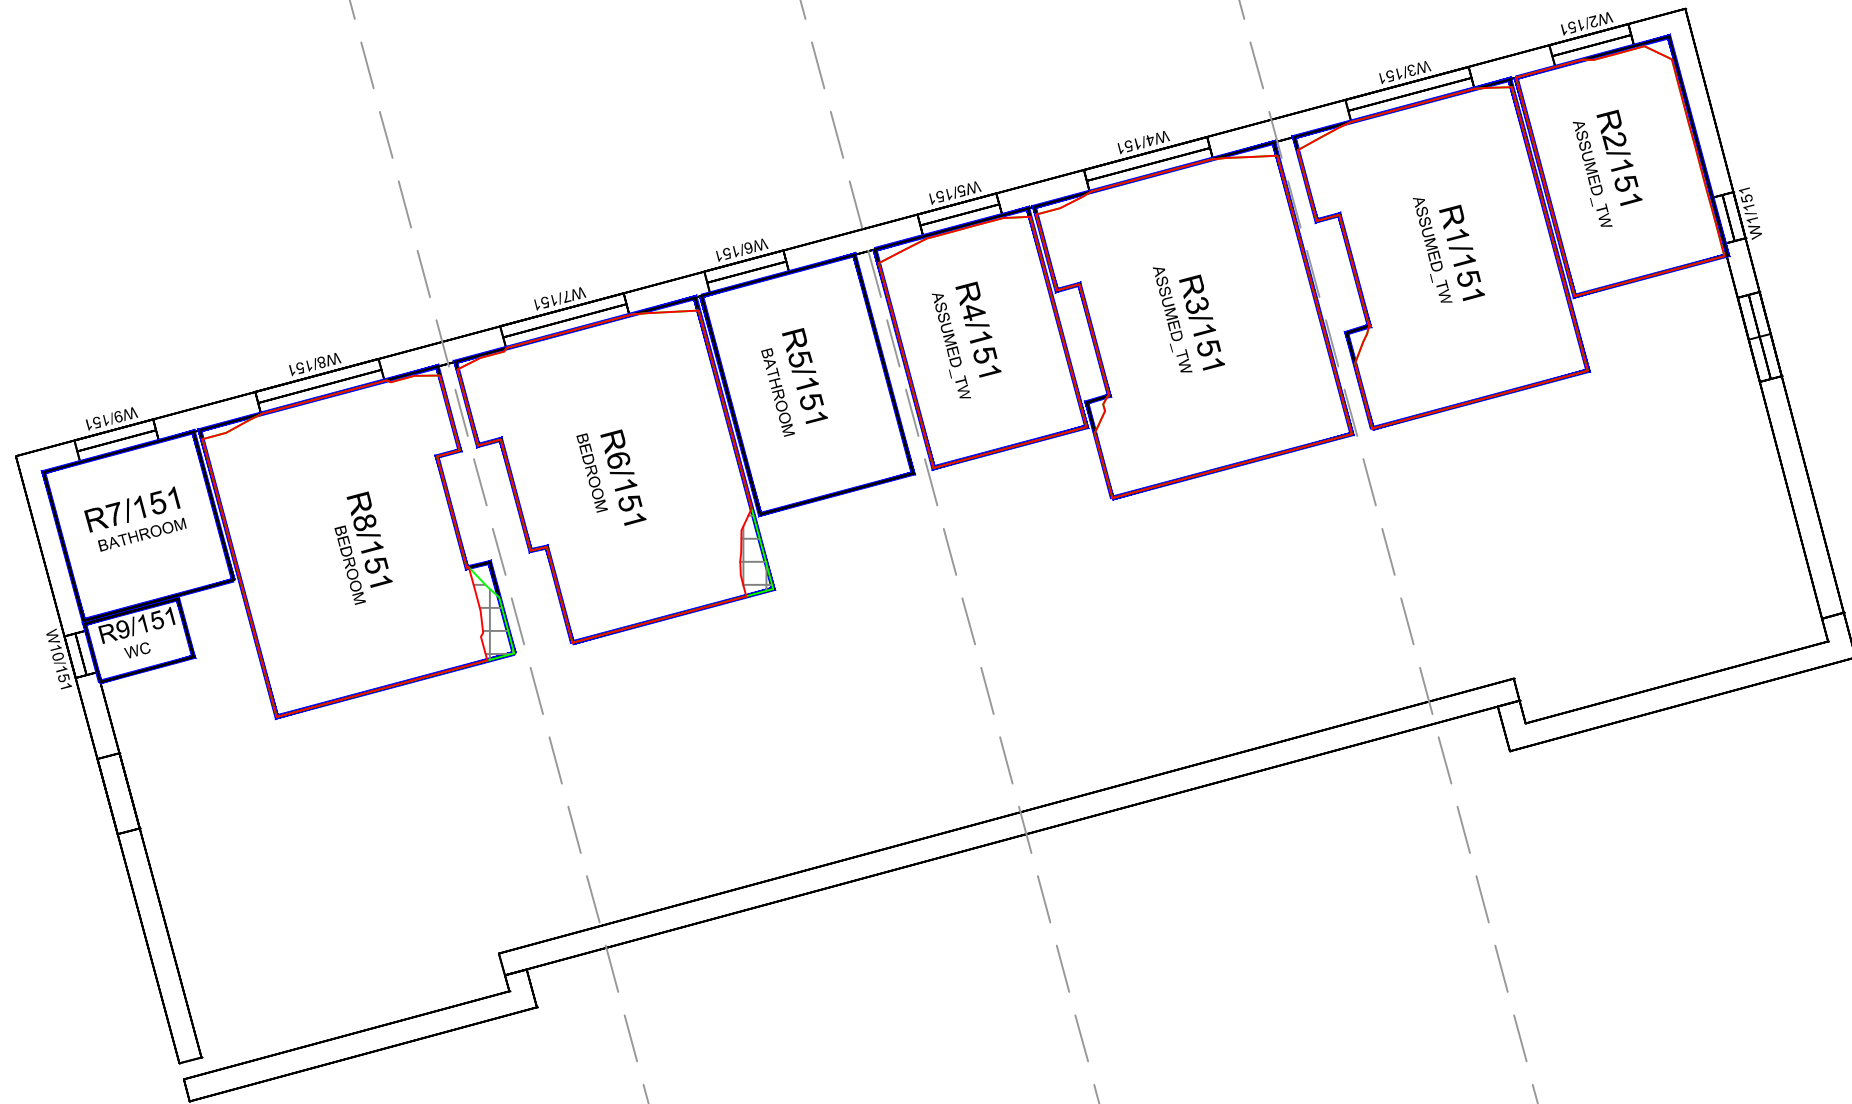 W2/151
W3/151
W4/151
W5/151
W6/151
W7/151
W8/151
W9/151
W1/151
W10/151
R2/151
ASSUMED_TW
R1/151
ASSUMED_TW
R3/151
ASSUMED_TW
R4/151
ASSUMED_TW
R5/151
BATHROOM
R6/151
BEDROOM
R8/151
BEDROOM
R7/151
BATHROOM
R9/151
WC